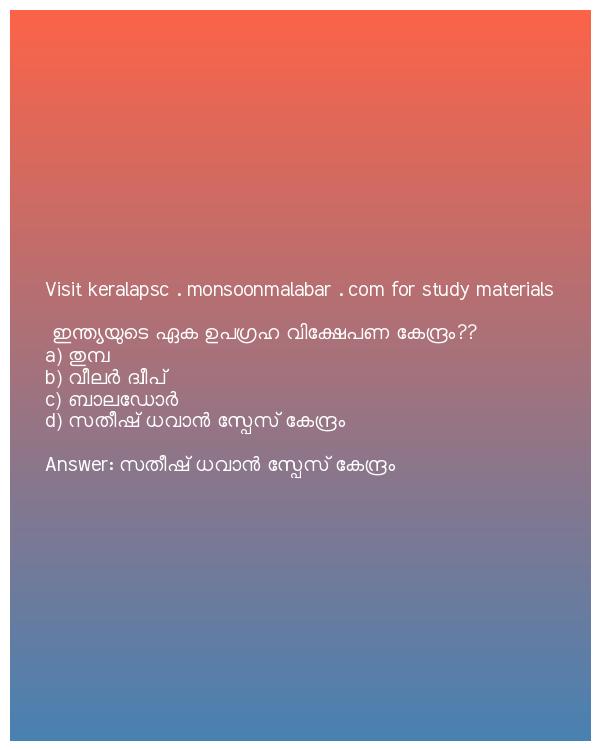 Visit keralapsc . monsoonmalabar . com for study materials
ഇന്ത്യയുടെ ഏക ഉപഗ്രഹ വിക്ഷേപണ കേന്ദ്രം??
a) തുമ്പ
b) വീലർ ദ്വീപ്
c) ബാലഡോർ
d) സതീഷ് ധവാൻ സ്പേസ് കേന്ദ്രം
Answer: സതീഷ് ധവാൻ സ്പേസ് കേന്ദ്രം